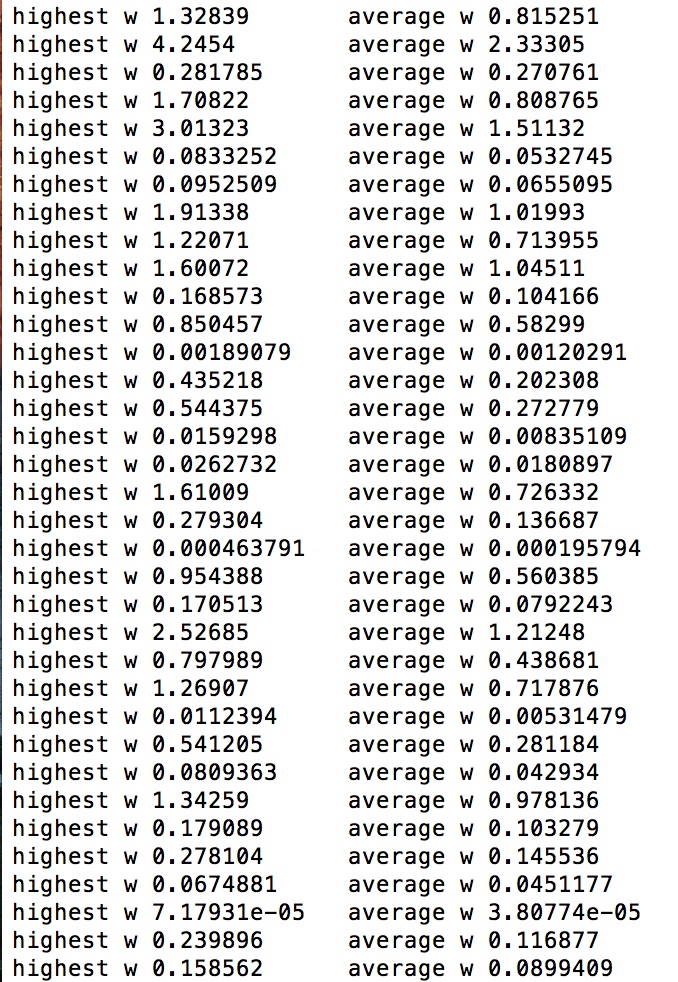 highest w 1.32839 average w 0.815251
highest w 4.2454 average w 2.33305
highest w 0.281785 average w 0.270761
highest w 1.70822 average w 0.808765
highest w 3.01323 average w 1.51132
highest w 0.0833252 average w 0.0532745
highest w 0.0952509 average w 0.0655095
highest w 1.91338 average w 1.01993
highest w 1.22071 average w 0.713955
highest w 1.60072 average w 1.04511
highest w 0.168573 average w 0.104166
highest w 0.850457 average w 0.58299
highest w 0.00189079 average w 0.00120291
highest w 0.435218 average w 0.202308
highest w 0.544375 average w 0.272779
highest w 0.0159298 average w 0.00835109
highest w 0.0262732 average w 0.0180897
highest w 1.61009 average w 0.726332
highest w 0.279304 average w 0.136687
highest w 0.000463791 average w 0.000195794
highest w 0.954388 average w 0.560385
highest w 0.170513 average w 0.0792243
highest w 2.52685 average w 1.21248
highest w 0.797989 average w 0.438681
highest w 1.26907 average w 0.717876
highest w 0.0112394 average w 0.00531479
highest w 0.541205 average w 0.281184
highest w 0.0809363 average w 0.042934
highest w 1.34259 average w 0.978136
highest w 0.179089 average w 0.103279
highest w 0.278104 average w 0.145536
highest w 0.0674881 average w 0.0451177
highest w 7.17931e-05 average w 3.80774e-05
highest w 0.239896 average w 0.116877
highest w 0.158562 average w 0.0899409